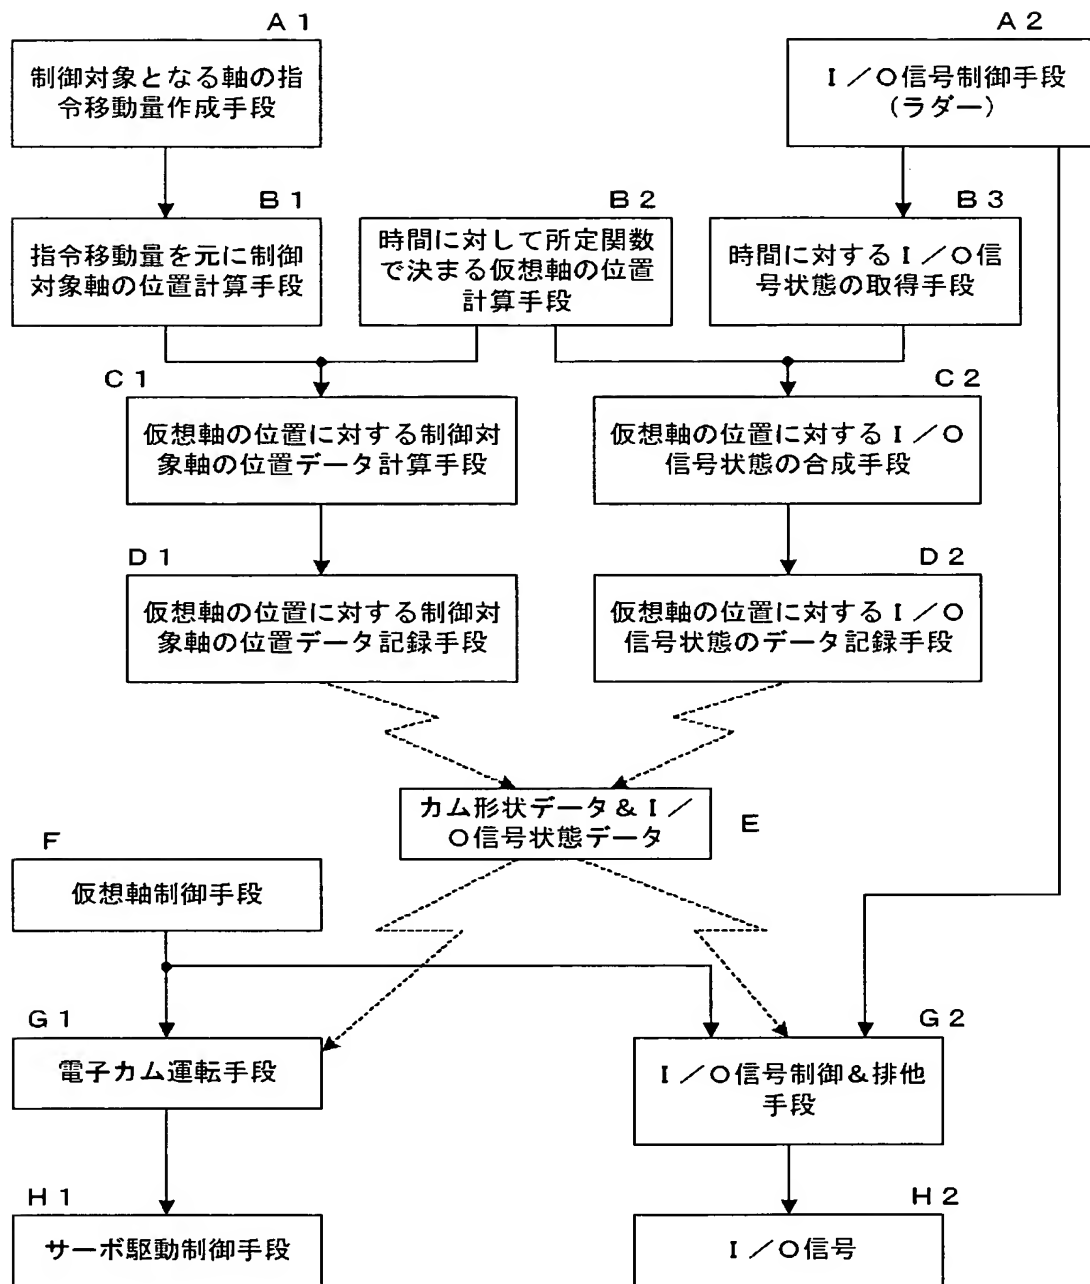 A1
制御対象となる軸の指
令移動量作成手段
A2
I／O信号制御手段
（ラダー）
B1
指令移動量を元に制御
対象軸の位置計算手段
B2
時間に対して所定関数
で決まる仮想軸の位置
計算手段
B3
時間に対するI／O信
号状態の取得手段
C1
仮想軸の位置に対する制御対
象軸の位置データ計算手段
C2
仮想軸の位置に対するI／O
信号状態の合成手段
D1
仮想軸の位置に対する制御対
象軸の位置データ記録手段
D2
仮想軸の位置に対するI／O
信号状態のデータ記録手段
カム形状データ＆I／
O信号状態データ
E
F
仮想軸制御手段
G1
電子カム運転手段
G2
I／O信号制御＆排他
手段
H1
サーボ駆動制御手段
H2
I／O信号